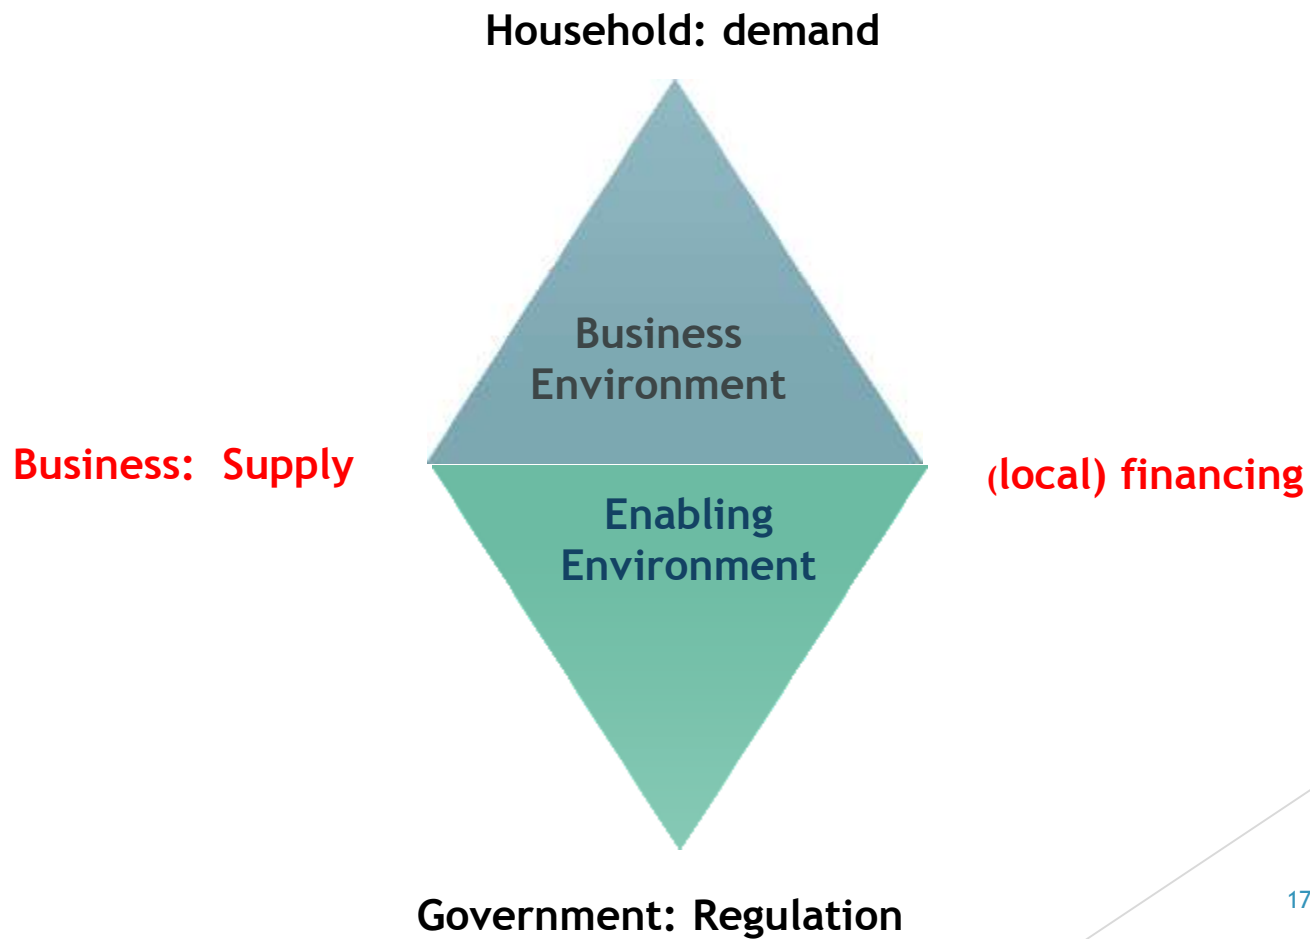 Household: demand
Business
Environment
Business:  Supply
(local) financing
Enabling
Environment
Government: Regulation
17